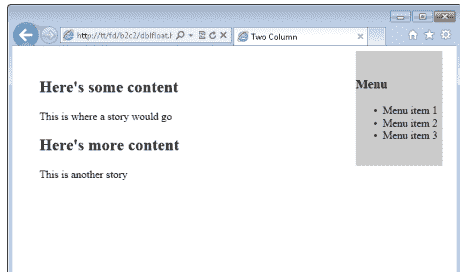 http://tt/fd/b2c2/dblfloat.h
Two Column
Here's some content
This is where a story would go
Here's more content
This is another story
Menu
• Menu item 1
• Menu item 2
• Menu item 3